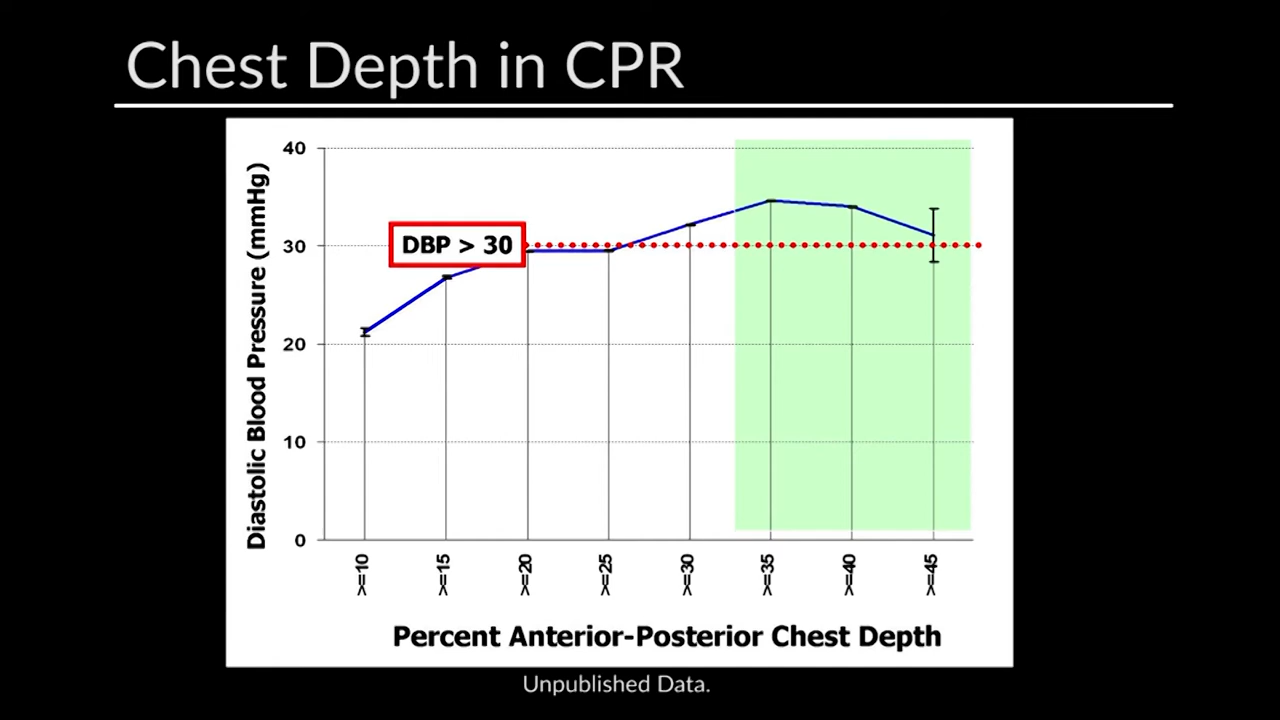 Chest Depth in CPR
Diastolic Blood Pressure (mmHg)
40
30
20
10
0
DBP > 30
>=10
>=15
>=20
>=25
>=30
>=35
>=40
>=45
Percent Anterior-Posterior Chest Depth
Unpublished Data.